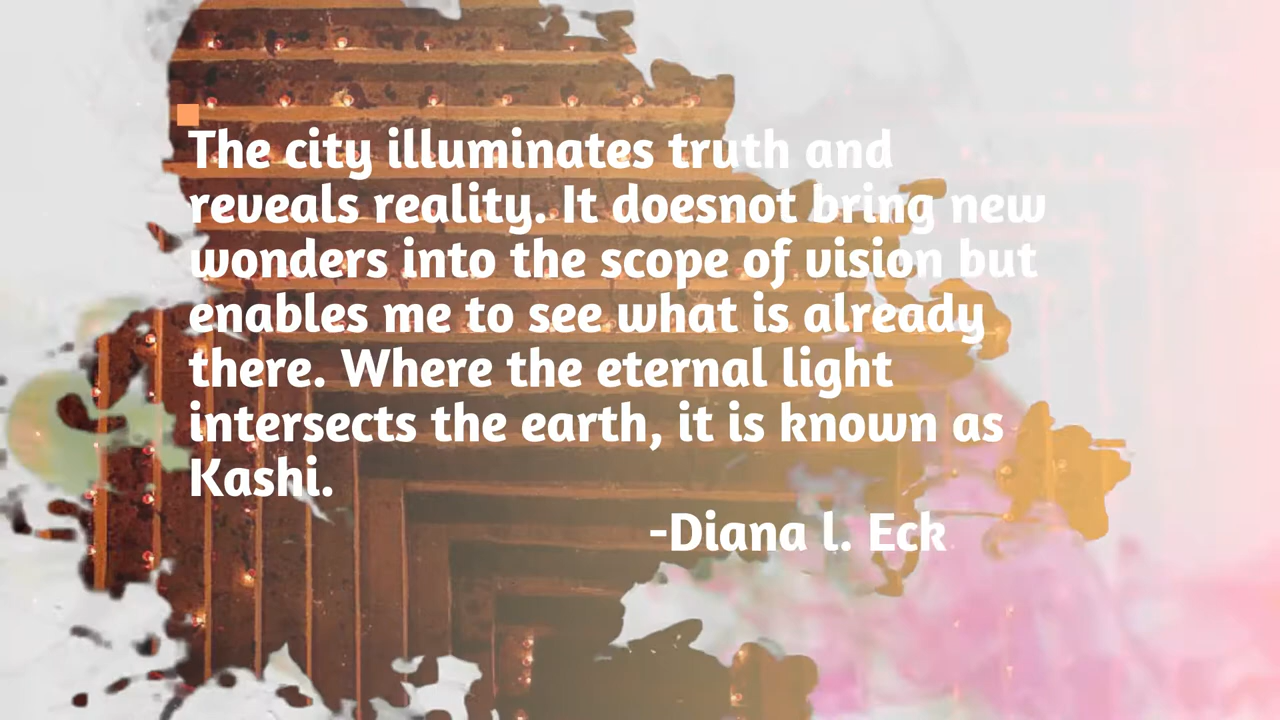 The city illuminates truth and
reveals reality. It doesnot bring new
wonders into the scope of vision but
enables me to see what is already
there. Where the eternal light
intersects the earth, it is known as
Kashi.
-Diana l. Eck